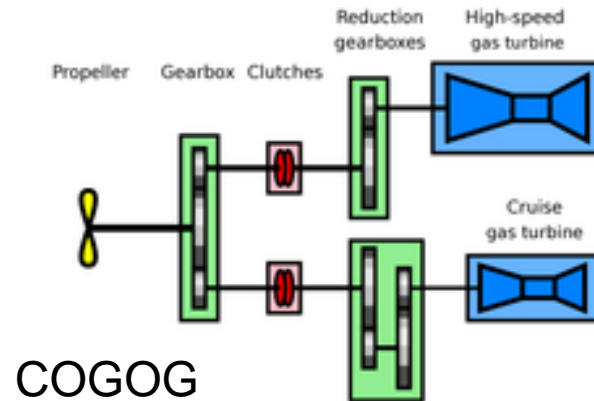 Propeller
Gearbox
Clutches
Reduction
gearboxes
High-speed
gas turbine
Cruise
gas turbine
COGOG